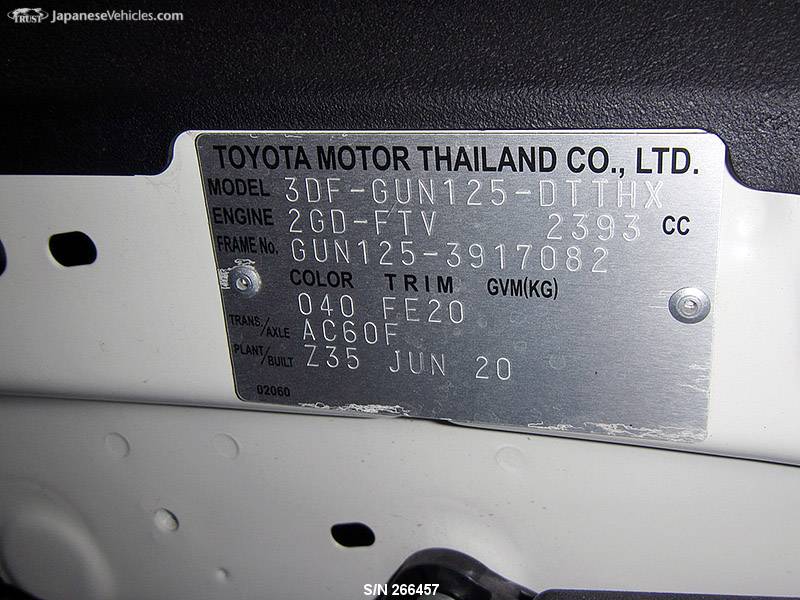 TRUST JapaneseVehicles.com
TOYOTA MOTOR THAILAND CO., LTD.
MODEL 3DF-GUN125-DTTHX
ENGINE 2GD-FTV 2393 CC
FRAME No. GUN125-3917082
COLOR TRIM GVM(KG)
040 FE20
TRANS./AXLE AC60F
PLANT/BUILT Z35 JUN 20
02060
S/N 266457